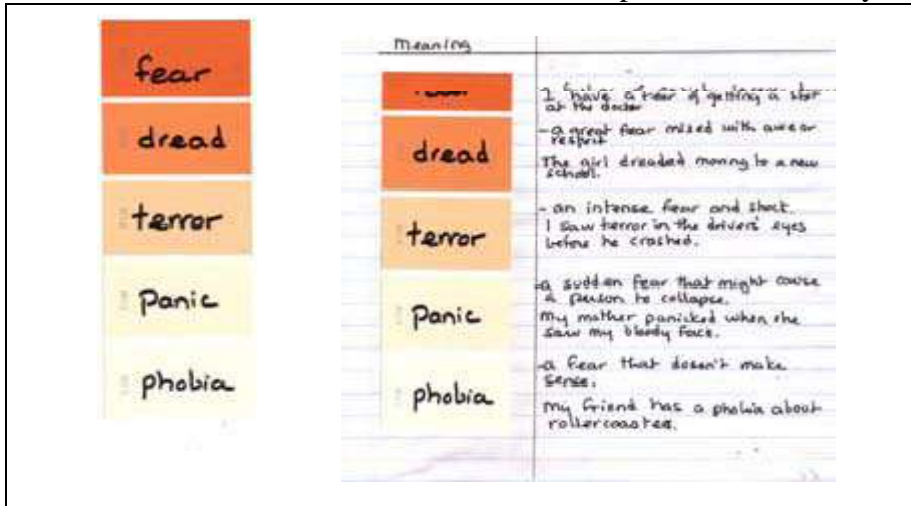 fear
dread
terror
Panic
phobia
Meaning
I have a fear of getting a shot
at the doctor
dread
- a great fear mixed with awe or
respect
The girl dreaded moving to a new
school.
terror
- an intense fear and shock.
I saw terror in the drivers' eyes
before he crashed.
Panic
-a sudden fear that might cause
a person to collapse.
my mother panicked when she
saw my bloody face.
phobia
-a fear that doesn't make
sense.
my friend has a phobia about
rollercoasters.